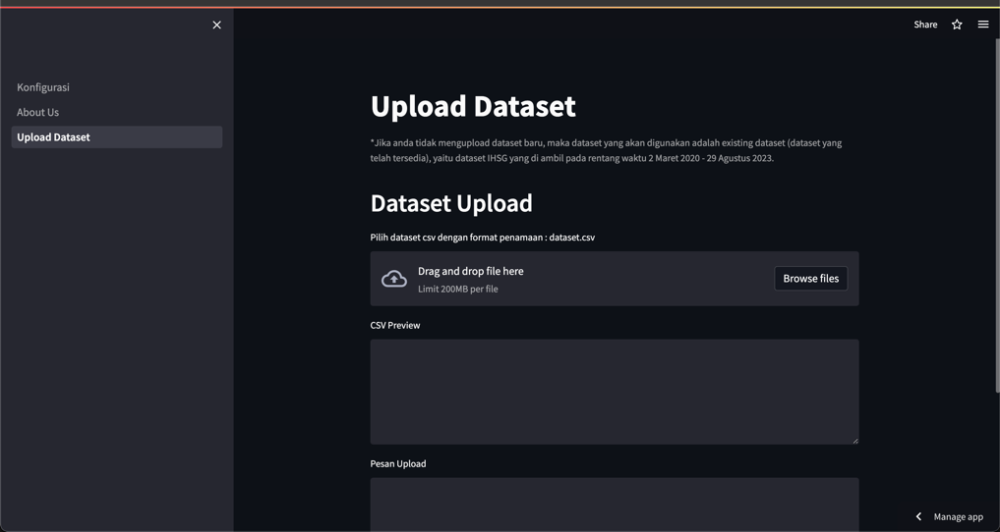 Share
Konfigurasi
About Us
Upload Dataset
Upload Dataset
*Jika anda tidak mengupload dataset baru, maka dataset yang akan digunakan adalah existing dataset (dataset yang
telah tersedia), yaitu dataset IHSG yang di ambil pada rentang waktu 2 Maret 2020 - 29 Agustus 2023.
Dataset Upload
Pilih dataset csv dengan format penamaan : dataset.csv
Drag and drop file here
Limit 200MB per file
Browse files
CSV Preview
Pesan Upload
Manage app